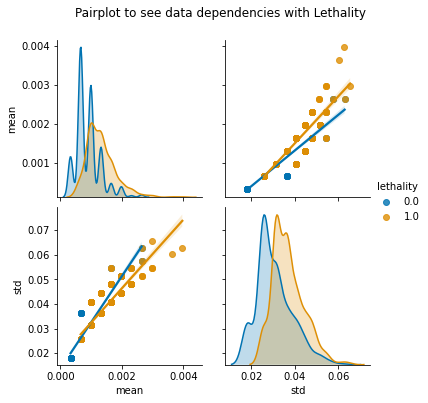 Pairplot to see data dependencies with Lethality
0.004
0.003
0.002
0.001
mean
lethality
0.0
1.0
0.07
0.06
0.05
0.04
0.03
0.02
std
0.000 0.002 0.004
0.02 0.04 0.06
mean
std